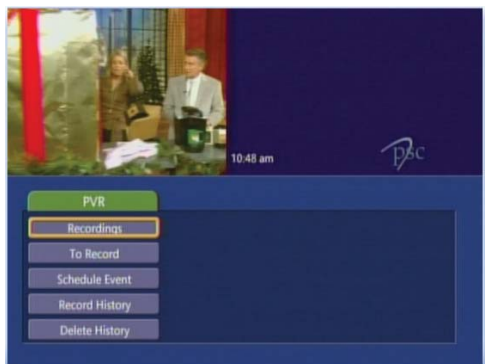 10:48 am
psc
PVR
Recordings
To Record
Schedule Event
Record History
Delete History